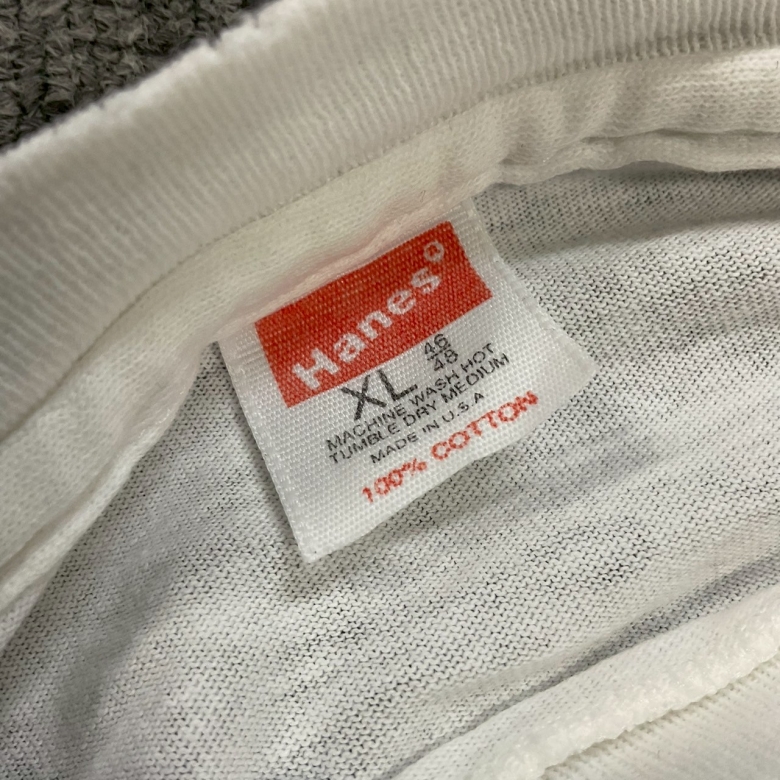 Hanes®
XL 46/48
MACHINE WASH HOT
TUMBLE DRY MEDIUM
MADE IN U.S.A
100% COTTON